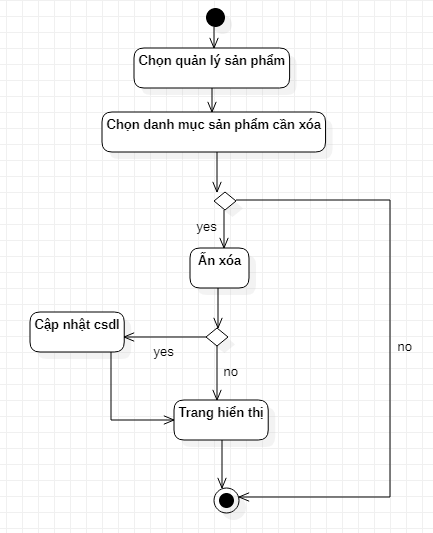 Chọn quản lý sản phẩm
Chọn danh mục sản phẩm cần xóa
yes
Ấn xóa
Cập nhật csdl
yes
no
no
Trang hiển thị